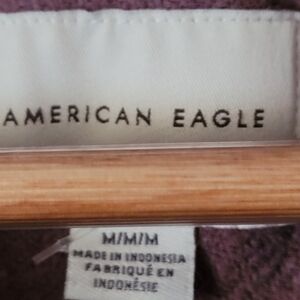 AMERICAN EAGLE
M/M/M
MADE IN INDONESIA
FABRIQUÉ EN
INDONÉSIE